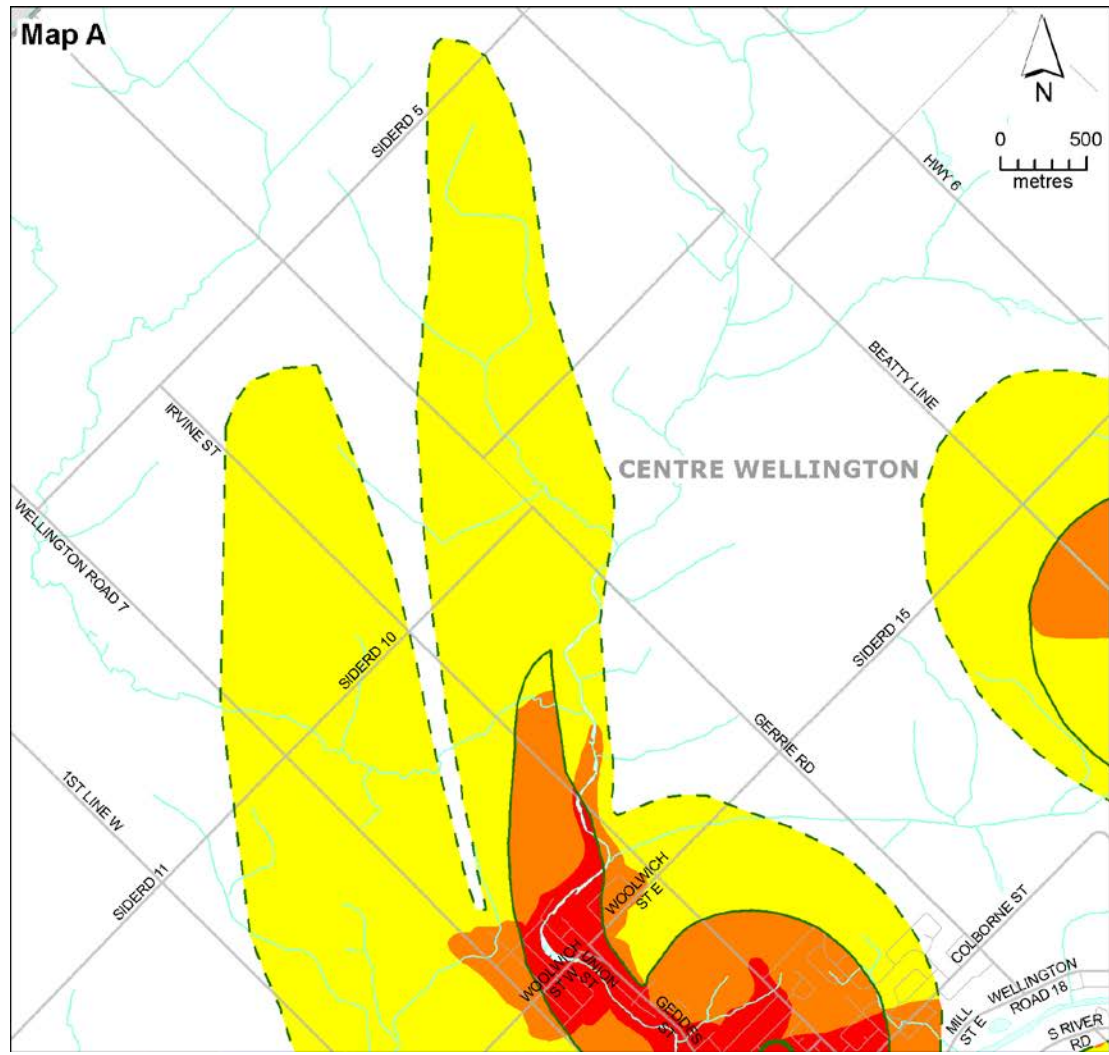 Map A
N
0 500
metres
SIDERD 5
HWY 6
BEATTY LINE
IRVINE ST
CENTRE WELLINGTON
WELLINGTON ROAD 7
SIDERD 10
SIDERD 15
GERRIE RD
1ST LINE W
SIDERD 11
WOOLWICH
ST E
COLBORNE ST
WOOLWICH
ST W
UNION
ST
GEDDES
ST
WELLINGTON
ROAD 18
MILL
ST E
S RIVER
RD